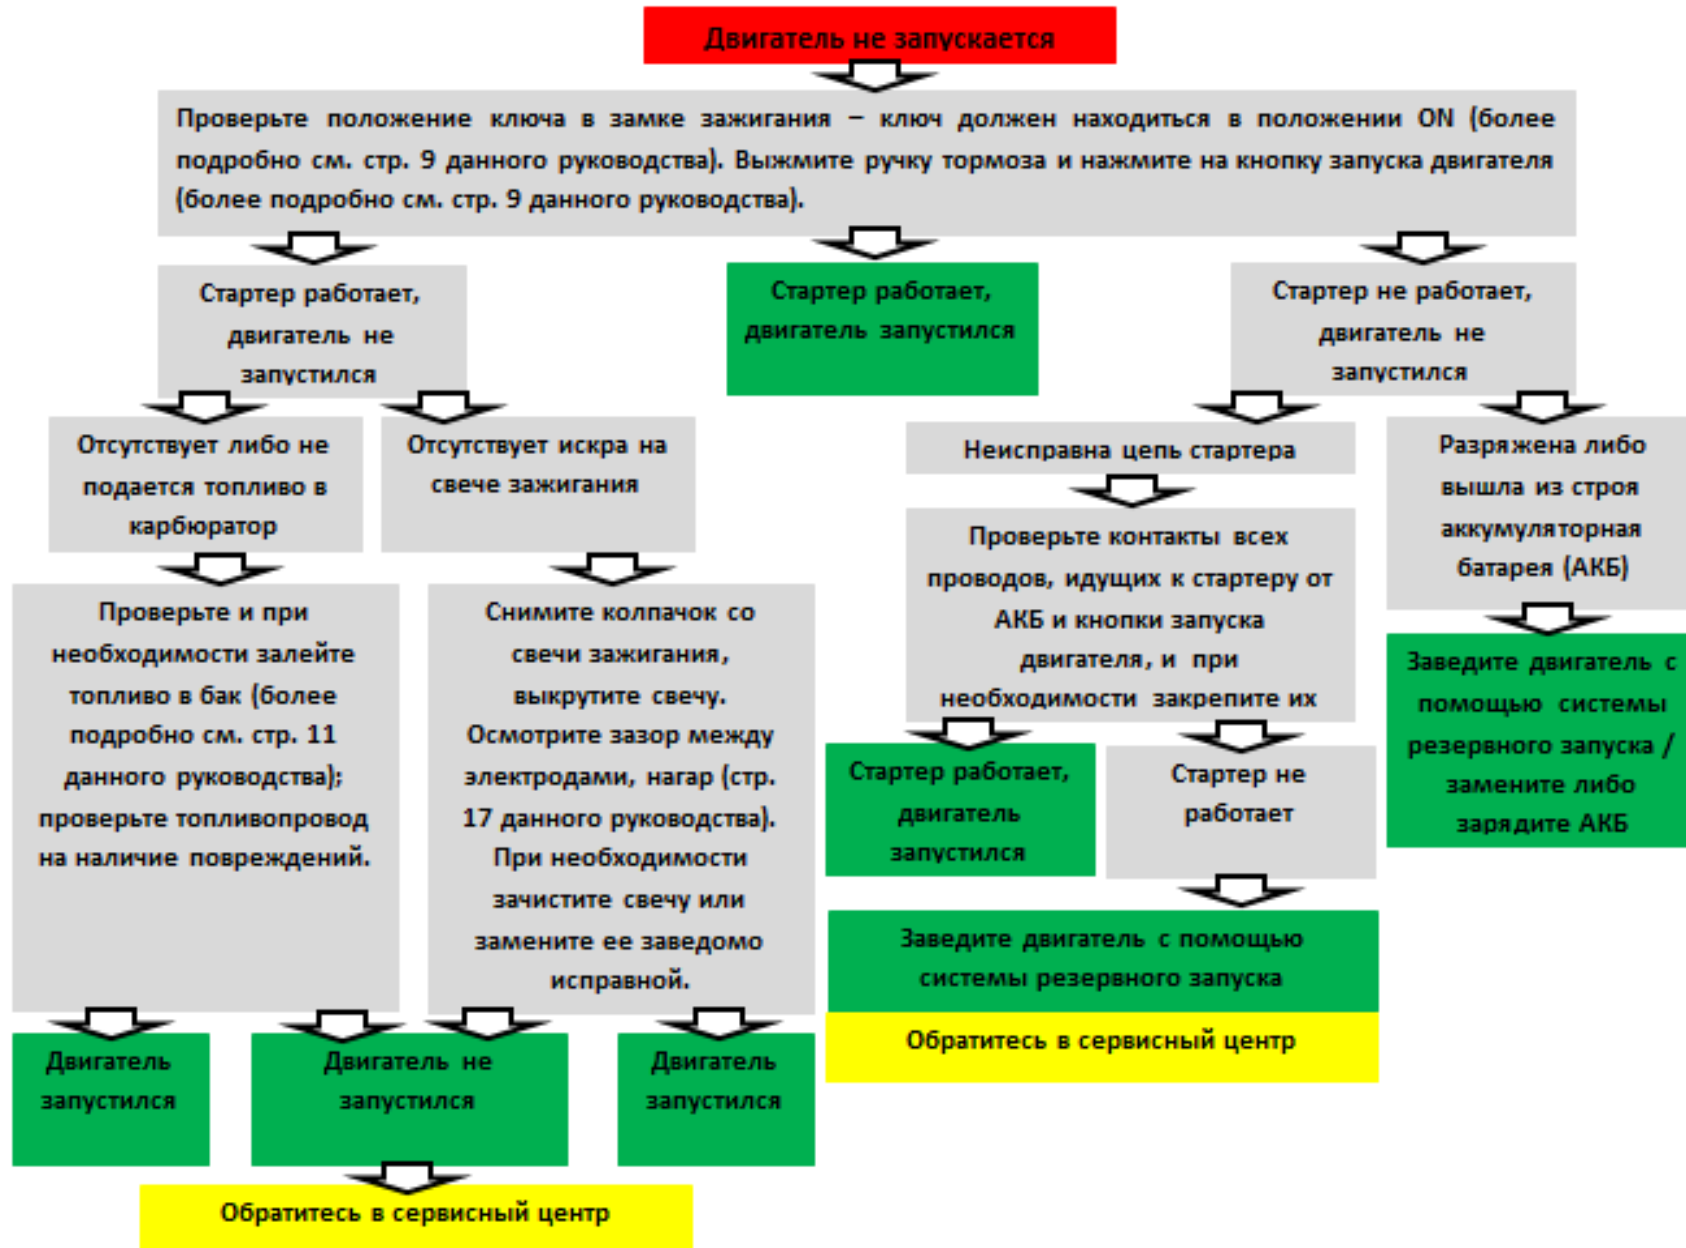 Двигатель не запускается
Проверьте положение ключа в замке зажигания – ключ должен находиться в положении ON (более
подробно см. стр. 9 данного руководства). Выжмите ручку тормоза и нажмите на кнопку запуска двигателя
(более подробно см. стр. 9 данного руководства).
Стартер работает,
двигатель не
запустился
Стартер работает,
двигатель запустился
Стартер не работает,
двигатель не
запустился
Отсутствует либо не
подается топливо в
карбюратор
Отсутствует искра на
свече зажигания
Неисправна цепь стартера
Разряжена либо
вышла из строя
аккумуляторная
батарея (АКБ)
Проверьте контакты всех
проводов, идущих к стартеру от
АКБ и кнопки запуска
двигателя, и при
необходимости закрепите их
Проверьте и при
необходимости залейте
топливо в бак (более
подробно см. стр. 11
данного руководства);
проверьте топливопровод
на наличие повреждений.
Снимите колпачок со
свечи зажигания,
выкрутите свечу.
Осмотрите зазор между
электродами, нагар (стр.
17 данного руководства).
При необходимости
зачистите свечу или
замените ее заведомо
исправной.
Заведите двигатель с
помощью системы
резервного запуска /
замените либо
зарядите АКБ
Стартер работает,
двигатель
запустился
Стартер не
работает
Заведите двигатель с помощью
системы резервного запуска
Обратитесь в сервисный центр
Двигатель
запустился
Двигатель не
запустился
Двигатель
запустился
Обратитесь в сервисный центр